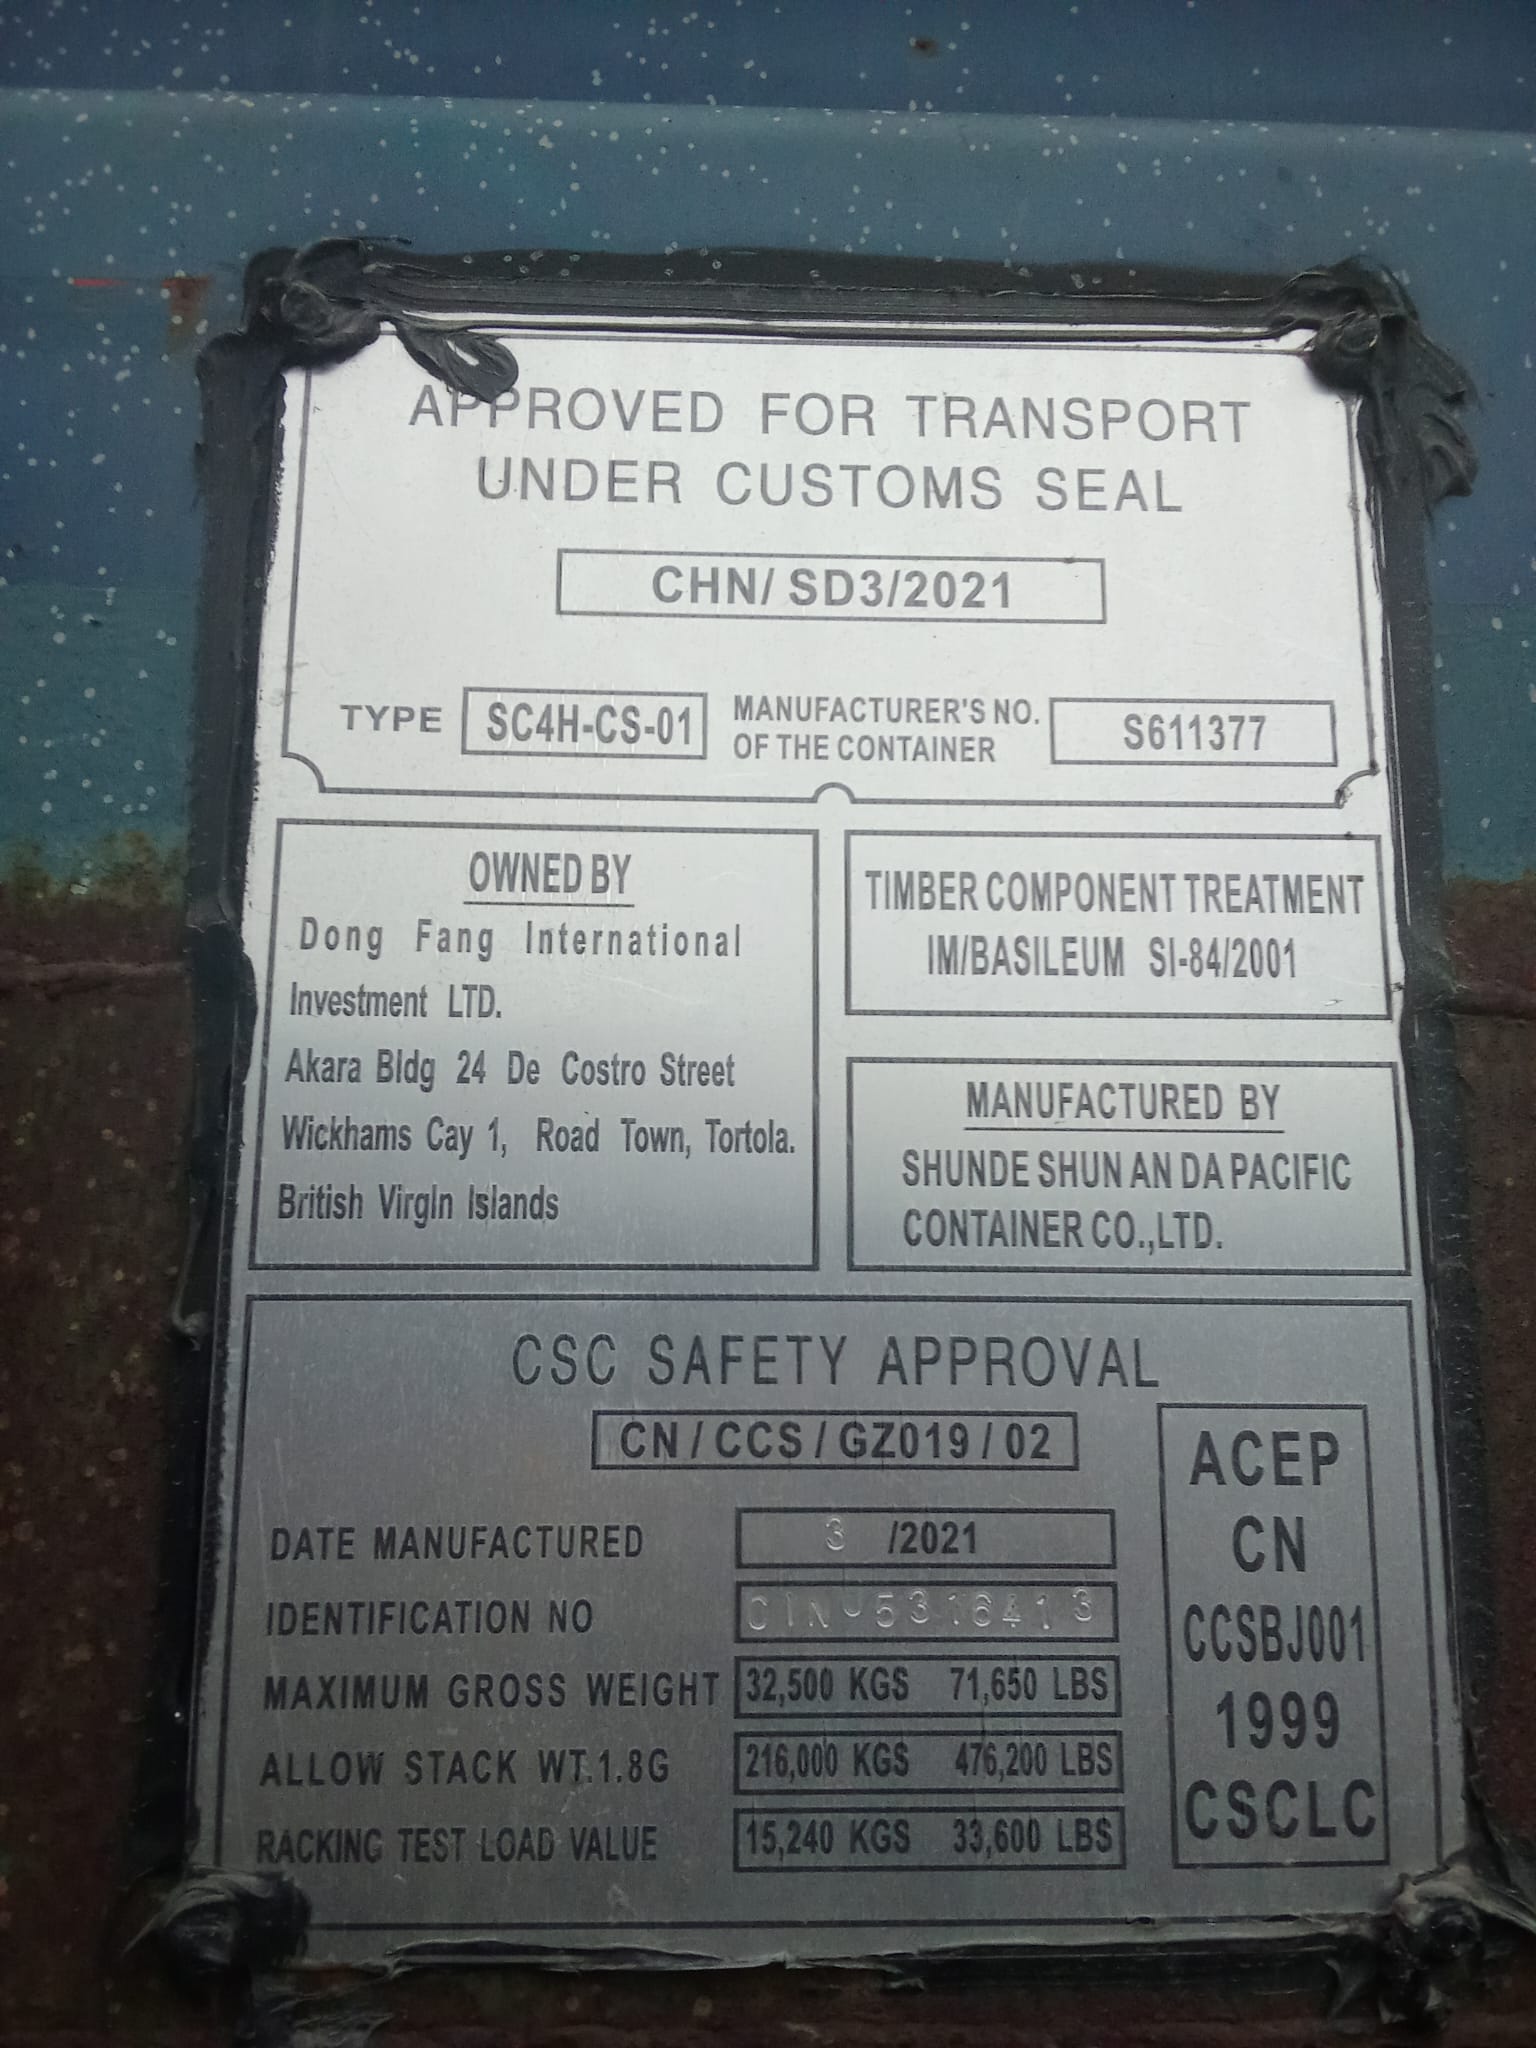 APPROVED FOR TRANSPORT
UNDER CUSTOMS SEAL
CHN/ SD3/2021
TYPE SC4H-CS-01 MANUFACTURER'S NO. OF THE CONTAINER S611377
OWNED BY
Dong Fang International
Investment LTD.
Akara Bldg 24 De Costro Street
Wickhams Cay 1, Road Town, Tortola.
British VirgIn Islands
TIMBER COMPONENT TREATMENT
IM/BASILEUM SI-84/2001
MANUFACTURED BY
SHUNDE SHUN AN DA PACIFIC
CONTAINER CO.,LTD.
CSC SAFETY APPROVAL
CN / CCS / GZ019 / 02
DATE MANUFACTURED 3 /2021
IDENTIFICATION NO
MAXIMUM GROSS WEIGHT 32,500 KGS 71,650 LBS
ALLOW STACK WT.1.8G 216,000 KGS 476,200 LBS
RACKING TEST LOAD VALUE 15,240 KGS 33,600 LBS
ACEP
CN
CCSBJ001
1999
CSCLC